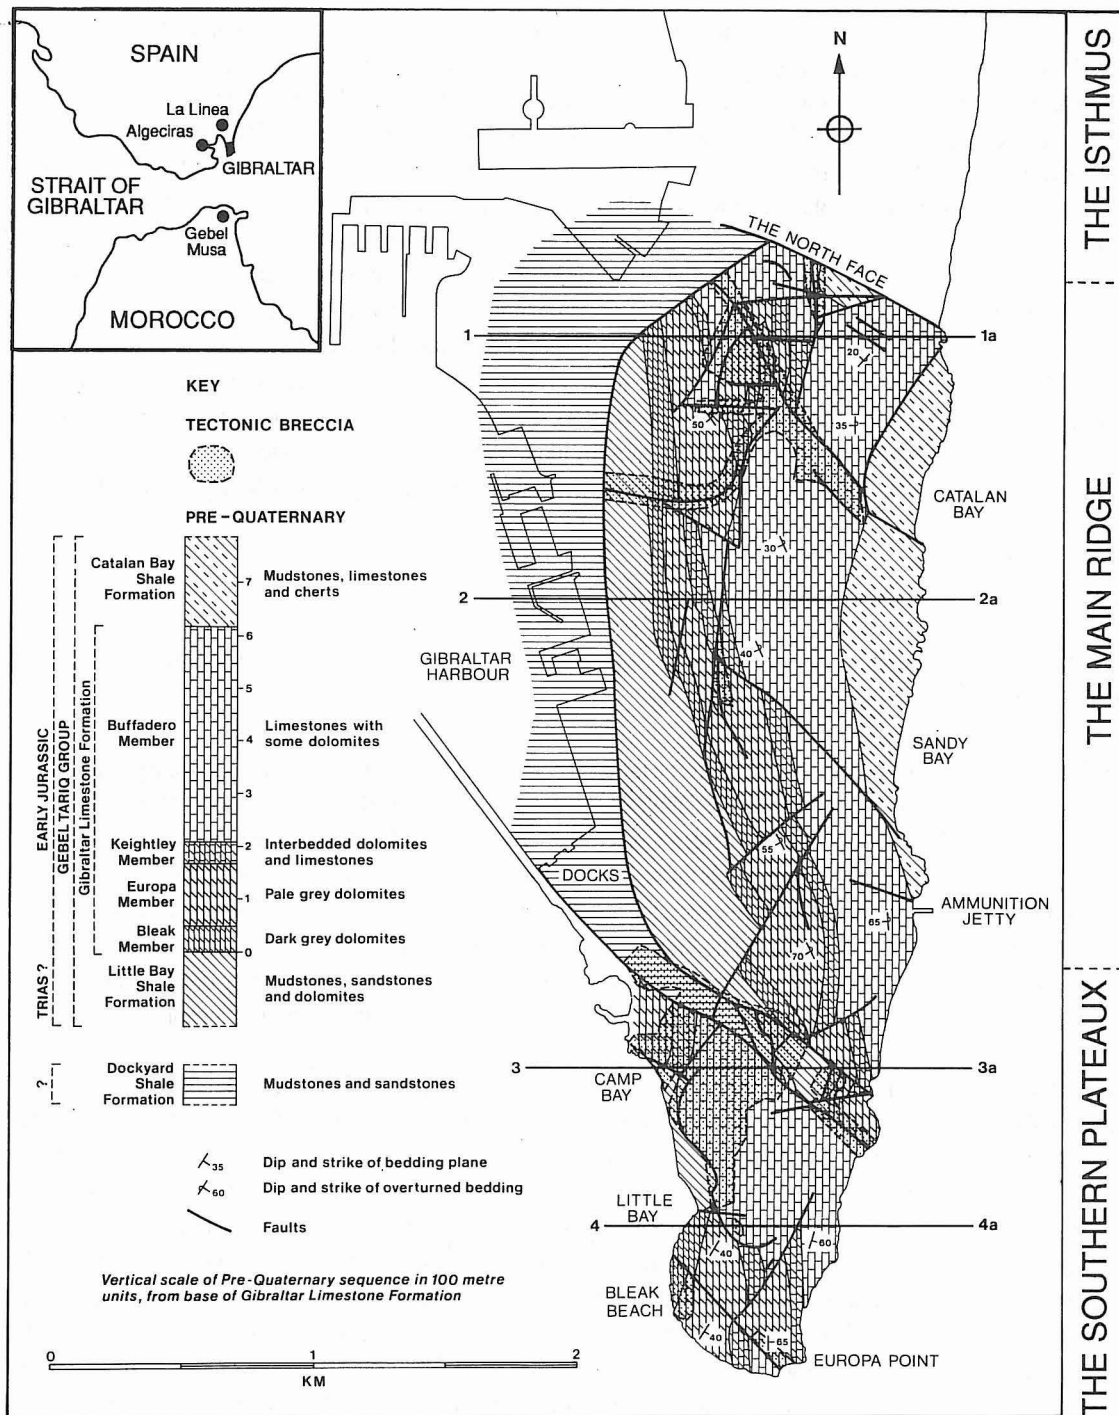 SPAIN
La Linea
Algeciras
GIBRALTAR
STRAIT OF
GIBRALTAR
Gebel
Musa
MOROCCO
N
THE NORTH FACE
1
1a
20
35
50
CATALAN
BAY
30
2
2a
40
GIBRALTAR
HARBOUR
SANDY
BAY
55
DOCKS
65
AMMUNITION
JETTY
70
3
3a
CAMP
BAY
LITTLE
BAY
4
4a
60
40
BLEAK
BEACH
40
65
EUROPA POINT
THE ISTHMUS
THE MAIN RIDGE
THE SOUTHERN PLATEAUX
KEY
TECTONIC BRECCIA
PRE-QUATERNARY
EARLY JURASSIC
TRIAS?
GEBEL TARIQ GROUP
Gibraltar Limestone Formation
Catalan Bay
Shale
Formation
7
Mudstones, limestones
and cherts
6
5
Buffadero
Member
4
Limestones with
some dolomites
3
Keightley
Member
2
Interbedded dolomites
and limestones
Europa
Member
1
Pale grey dolomites
Bleak
Member
0
Dark grey dolomites
Little Bay
Shale
Formation
Mudstones, sandstones
and dolomites
?
Dockyard
Shale
Formation
Mudstones and sandstones
35
Dip and strike of bedding plane
60
Dip and strike of overturned bedding
Faults
Vertical scale of Pre-Quaternary sequence in 100 metre
units, from base of Gibraltar Limestone Formation
0
1
2
KM